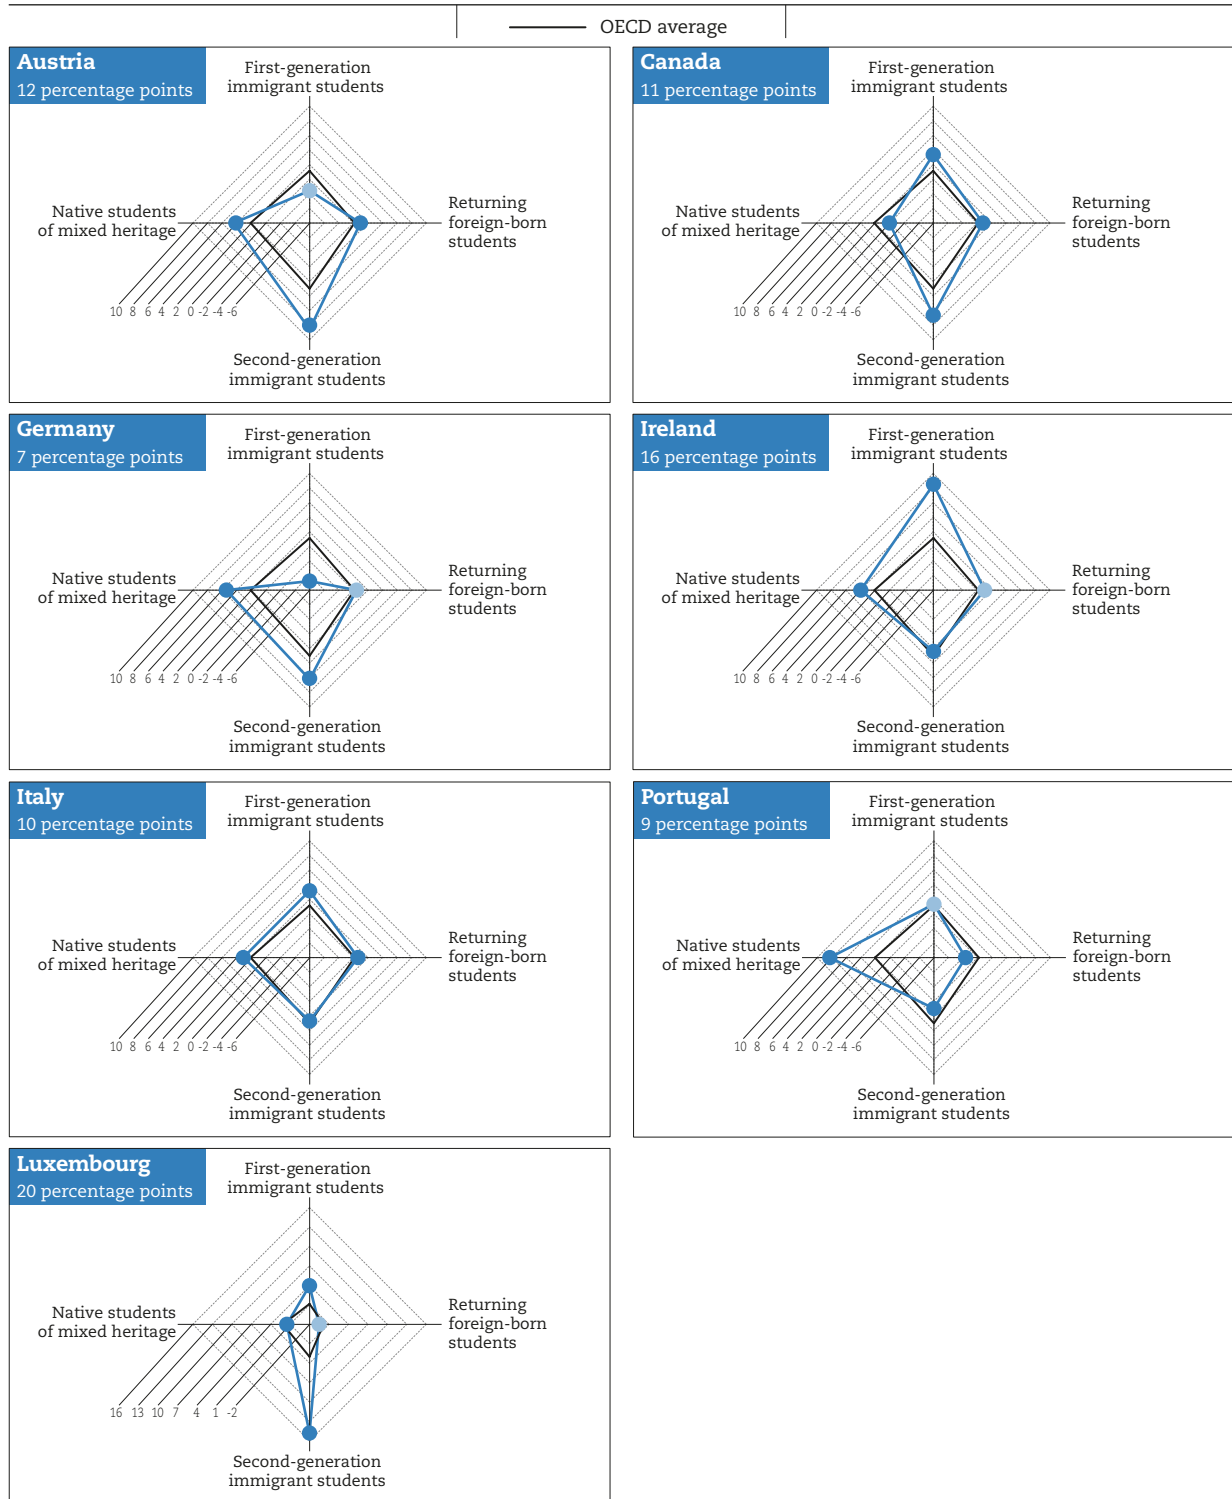 OECD average
Austria
12 percentage points
First-generation
immigrant students
Native students
of mixed heritage
Returning
foreign-born
students
10 8 6 4 2 0 -2 -4 -6
Second-generation
immigrant students
Canada
11 percentage points
First-generation
immigrant students
Native students
of mixed heritage
Returning
foreign-born
students
10 8 6 4 2 0 -2 -4 -6
Second-generation
immigrant students
Germany
7 percentage points
First-generation
immigrant students
Native students
of mixed heritage
Returning
foreign-born
students
10 8 6 4 2 0 -2 -4 -6
Second-generation
immigrant students
Ireland
16 percentage points
First-generation
immigrant students
Native students
of mixed heritage
Returning
foreign-born
students
10 8 6 4 2 0 -2 -4 -6
Second-generation
immigrant students
Italy
10 percentage points
First-generation
immigrant students
Native students
of mixed heritage
Returning
foreign-born
students
10 8 6 4 2 0 -2 -4 -6
Second-generation
immigrant students
Portugal
9 percentage points
First-generation
immigrant students
Native students
of mixed heritage
Returning
foreign-born
students
10 8 6 4 2 0 -2 -4 -6
Second-generation
immigrant students
Luxembourg
20 percentage points
First-generation
immigrant students
Native students
of mixed heritage
Returning
foreign-born
students
16 13 10 7 4 1 -2
Second-generation
immigrant students